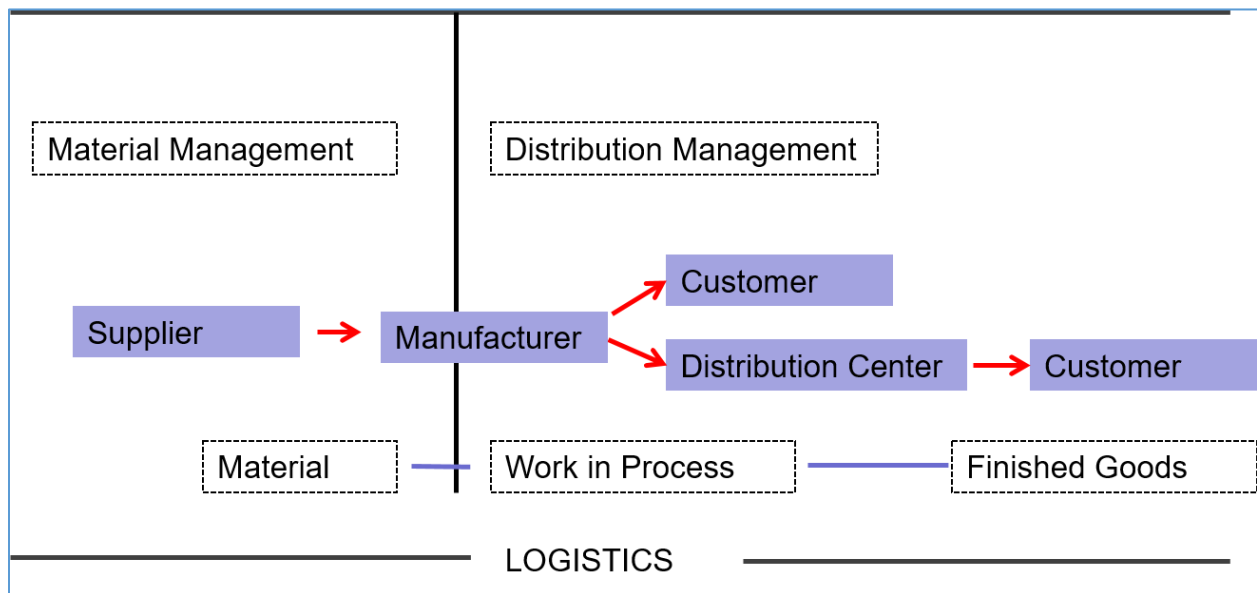 Material Management
Distribution Management
Customer
Supplier
Manufacturer
Distribution Center
Customer
Material
Work in Process
Finished Goods
LOGISTICS